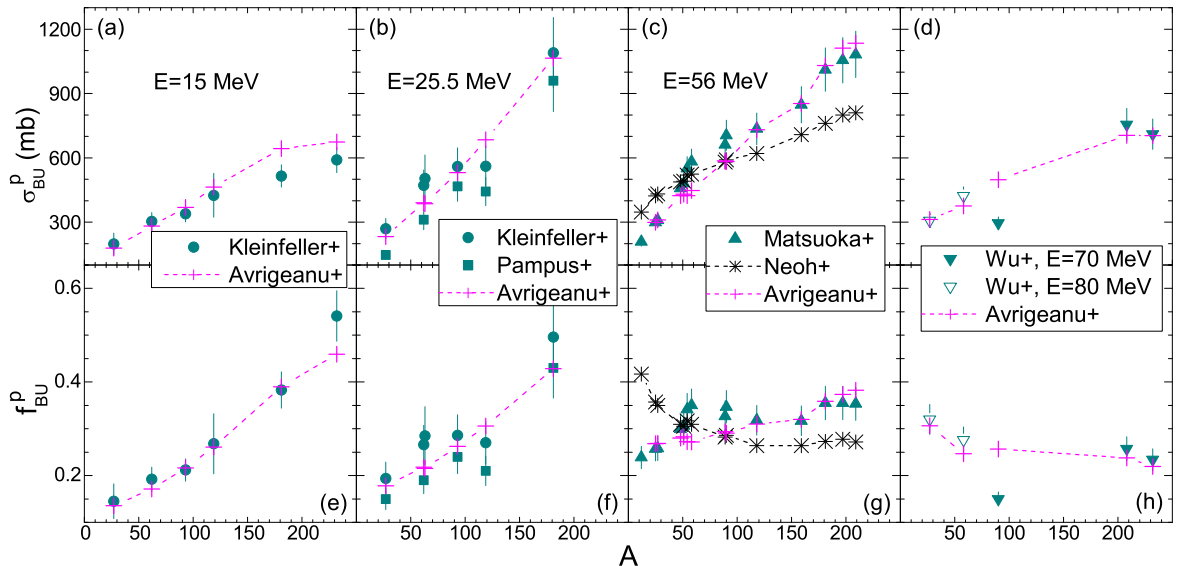 (a) (b) (c) (d)
E=15 MeV E=25.5 MeV E=56 MeV
1200
900
600
300
σ_BU^p (mb)
Kleinfeller+
Avrigeanu+
Kleinfeller+
Pampus+
Avrigeanu+
Matsuoka+
Neoh+
Avrigeanu+
Wu+, E=70 MeV
Wu+, E=80 MeV
Avrigeanu+
0.6
0.4
0.2
f_BU^p
(e) (f) (g) (h)
0 50 100 150 200 50 100 150 200 50 100 150 200 50 100 150 200
A